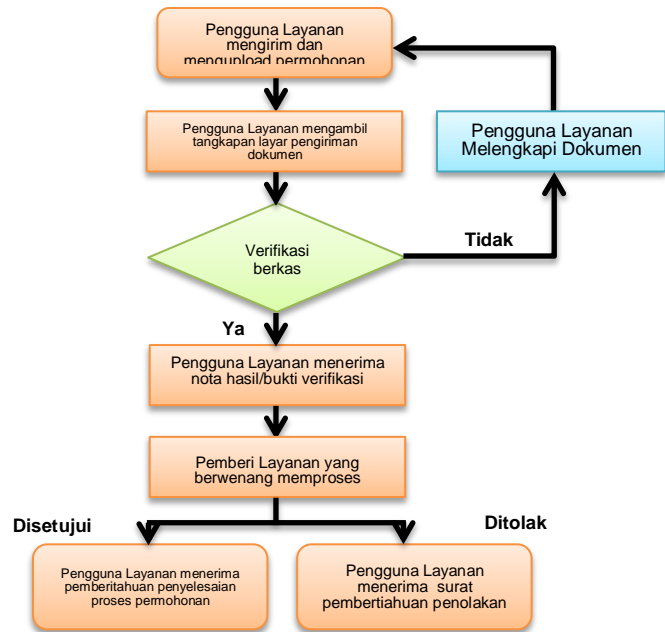 Pengguna Layanan
mengirim dan
mengupload permohonan
Pengguna Layanan mengambil
tangkapan layar pengiriman
dokumen
Pengguna Layanan
Melengkapi Dokumen
Verifikasi
berkas
Tidak
Ya
Pengguna Layanan menerima
nota hasil/bukti verifikasi
Pemberi Layanan yang
berwenang memproses
Disetujui
Ditolak
Pengguna Layanan menerima
pemberitahuan penyelesaian
proses permohonan
Pengguna Layanan
menerima surat
pembertiahuan penolakan